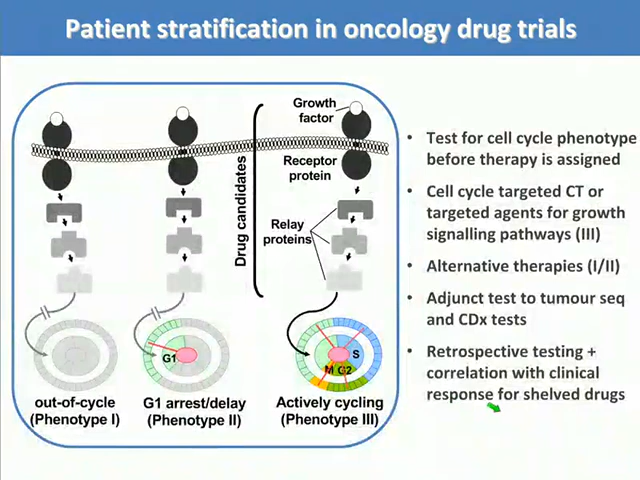 Patient stratification in oncology drug trials
Growth
factor
Receptor
protein
Drug candidates
Relay
proteins
G1
S
M G2
out-of-cycle
(Phenotype I)
G1 arrest/delay
(Phenotype II)
Actively cycling
(Phenotype III)
• Test for cell cycle phenotype
before therapy is assigned
• Cell cycle targeted CT or
targeted agents for growth
signalling pathways (III)
• Alternative therapies (I/II)
• Adjunct test to tumour seq
and CDx tests
• Retrospective testing +
correlation with clinical
response for shelved drugs